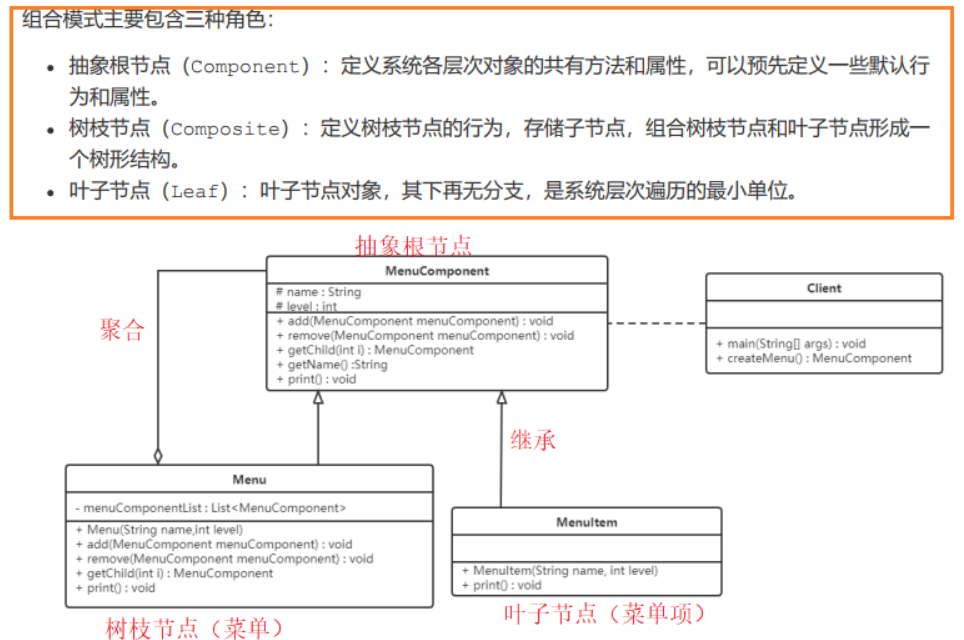 组合模式主要包含三种角色：
• 抽象根节点（Component）：定义系统各层次对象的共有方法和属性，可以预先定义一些默认行
为和属性。
• 树枝节点（Composite）：定义树枝节点的行为，存储子节点，组合树枝节点和叶子节点形成一
个树形结构。
• 叶子节点（Leaf）：叶子节点对象，其下再无分支，是系统层次遍历的最小单位。
抽象根节点
MenuComponent
# name : String
# level : int
+ add(MenuComponent menuComponent) : void
+ remove(MenuComponent menuComponent) : void
+ getChild(int i) : MenuComponent
+ getName() :String
+ print() : void
Client
+ main(String[] args) : void
+ createMenu() : MenuComponent
聚合
继承
Menu
- menuComponentList : List<MenuComponent>
+ Menu(String name,int level)
+ add(MenuComponent menuComponent) : void
+ remove(MenuComponent menuComponent) : void
+ getChild(int i) : MenuComponent
+ print() : void
树枝节点（菜单）
MenuItem
+ MenuItem(String name, int level)
+ print() : void
叶子节点（菜单项）